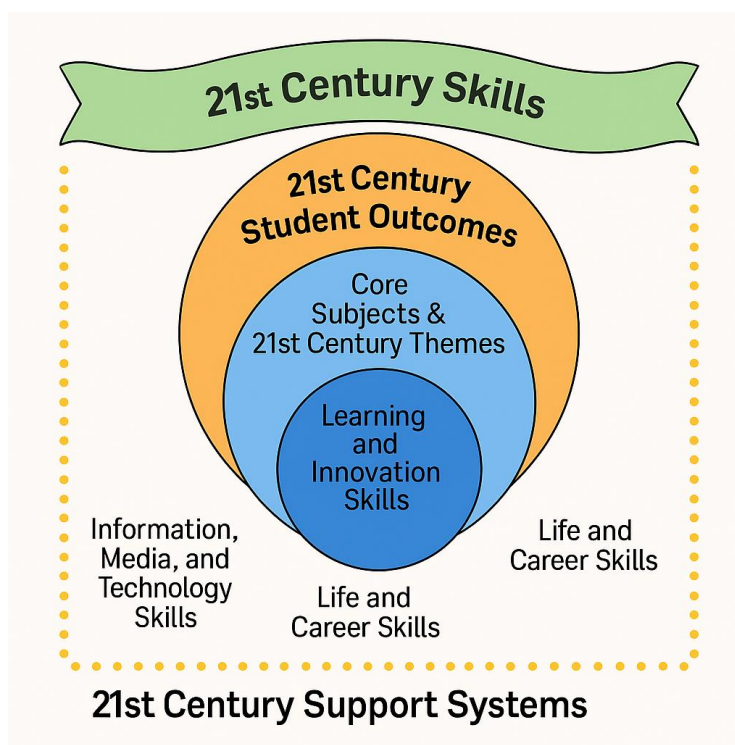 21st Century Skills
21st Century
Student Outcomes
Core
Subjects &
21st Century Themes
Learning
and
Innovation
Skills
Information,
Media, and
Technology
Skills
Life and
Career Skills
Life and
Career Skills
21st Century Support Systems